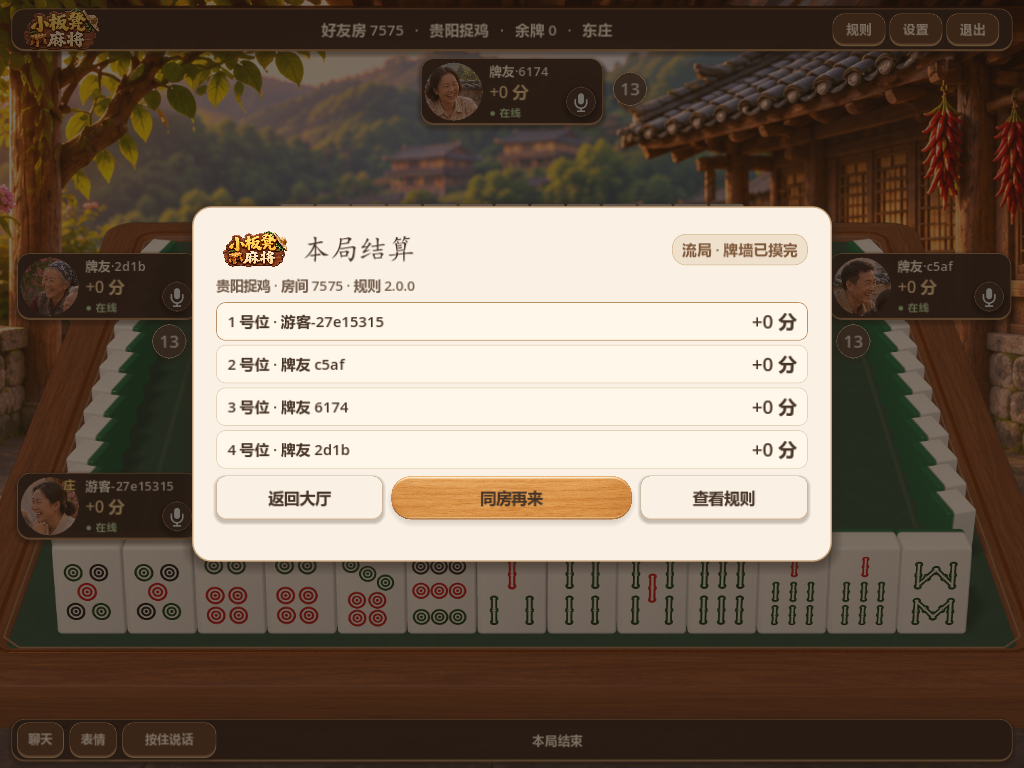 小板凳
麻将
好友房 7575 · 贵阳捉鸡 · 余牌 0 · 东庄
规则
设置
退出
牌友·6174
+0 分
在线
13
牌友·2d1b
+0 分
在线
13
牌友·c5af
+0 分
在线
13
小板凳
麻将
本局结算
流局 · 牌墙已摸完
贵阳捉鸡 · 房间 7575 · 规则 2.0.0
1 号位 · 游客-27e15315 +0 分
2 号位 · 牌友 c5af +0 分
3 号位 · 牌友 6174 +0 分
4 号位 · 牌友 2d1b +0 分
庄
游客-27e15315
+0 分
在线
返回大厅
同房再来
查看规则
聊天
表情
按住说话
本局结束